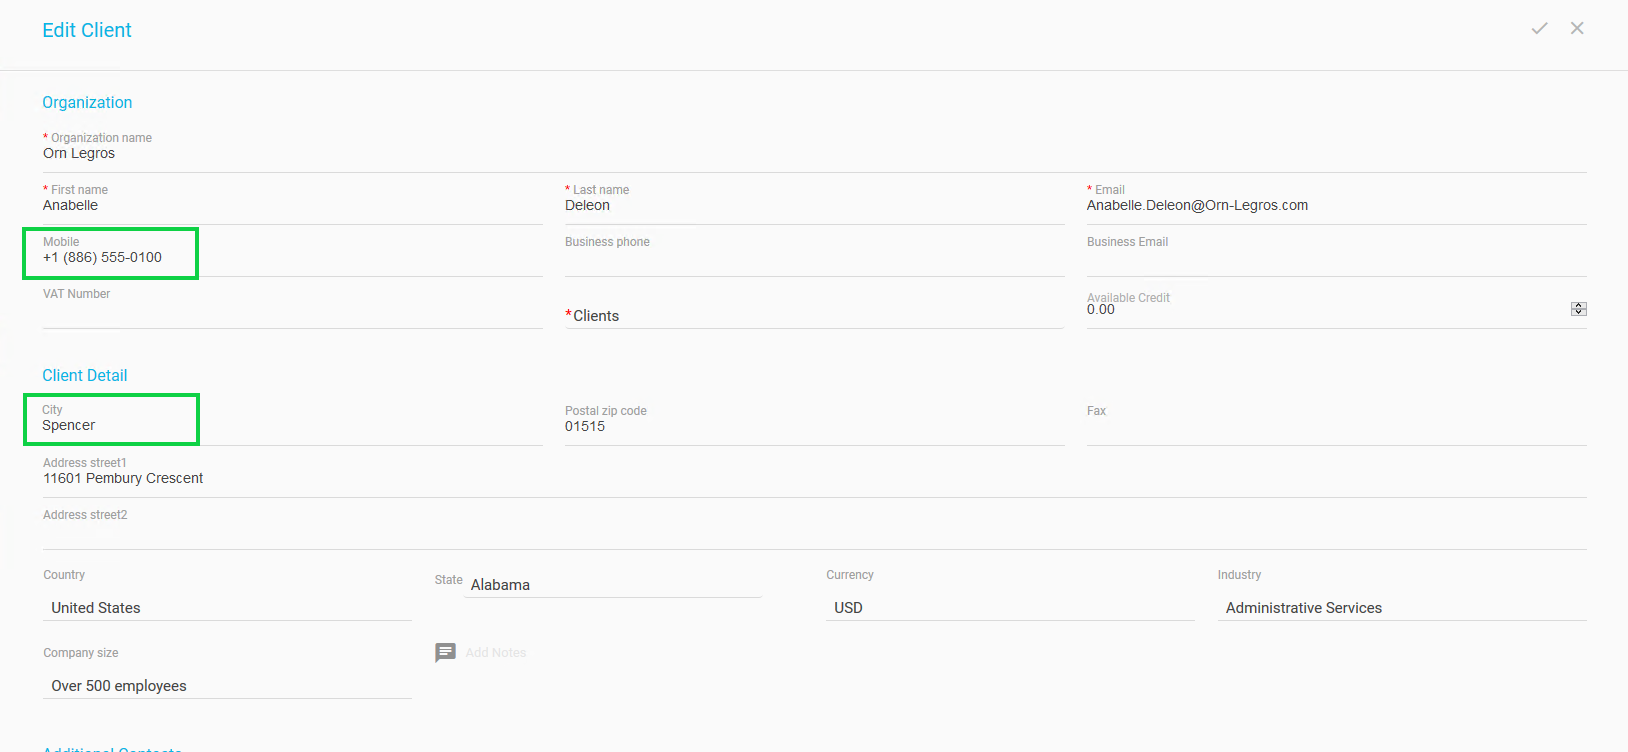 Edit Client
Organization
* Organization name
Orn Legros
* First name
Anabelle
* Last name
Deleon
* Email
Anabelle.Deleon@Orn-Legros.com
Mobile
+1 (886) 555-0100
Business phone
Business Email
VAT Number
*Clients
Available Credit
0.00
Client Detail
City
Spencer
Postal zip code
01515
Fax
Address street1
11601 Pembury Crescent
Address street2
Country
United States
State Alabama
Currency
USD
Industry
Administrative Services
Company size
Over 500 employees
Add Notes
Additional Contacts